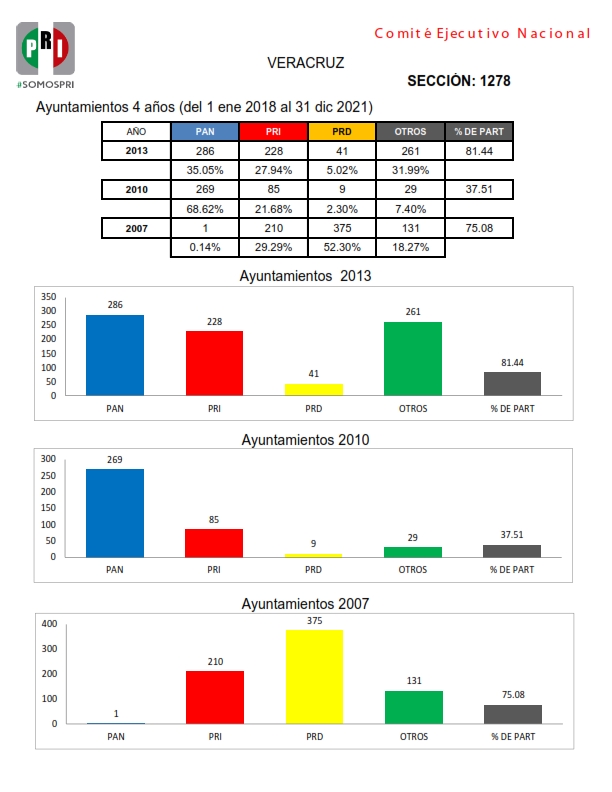 Comité Ejecutivo Nacional
PRI
#SOMOSPRI
VERACRUZ
SECCIÓN: 1278
Ayuntamientos 4 años (del 1 ene 2018 al 31 dic 2021)
AÑO PAN PRI PRD OTROS % DE PART
2013 286 228 41 261 81.44
35.05% 27.94% 5.02% 31.99%
2010 269 85 9 29 37.51
68.62% 21.68% 2.30% 7.40%
2007 1 210 375 131 75.08
0.14% 29.29% 52.30% 18.27%
Ayuntamientos 2013
350
300
250
200
150
100
50
0
286 228 41 261 81.44
PAN PRI PRD OTROS % DE PART
Ayuntamientos 2010
300
250
200
150
100
50
0
269 85 9 29 37.51
PAN PRI PRD OTROS % DE PART
Ayuntamientos 2007
400
300
200
100
0
1 210 375 131 75.08
PAN PRI PRD OTROS % DE PART